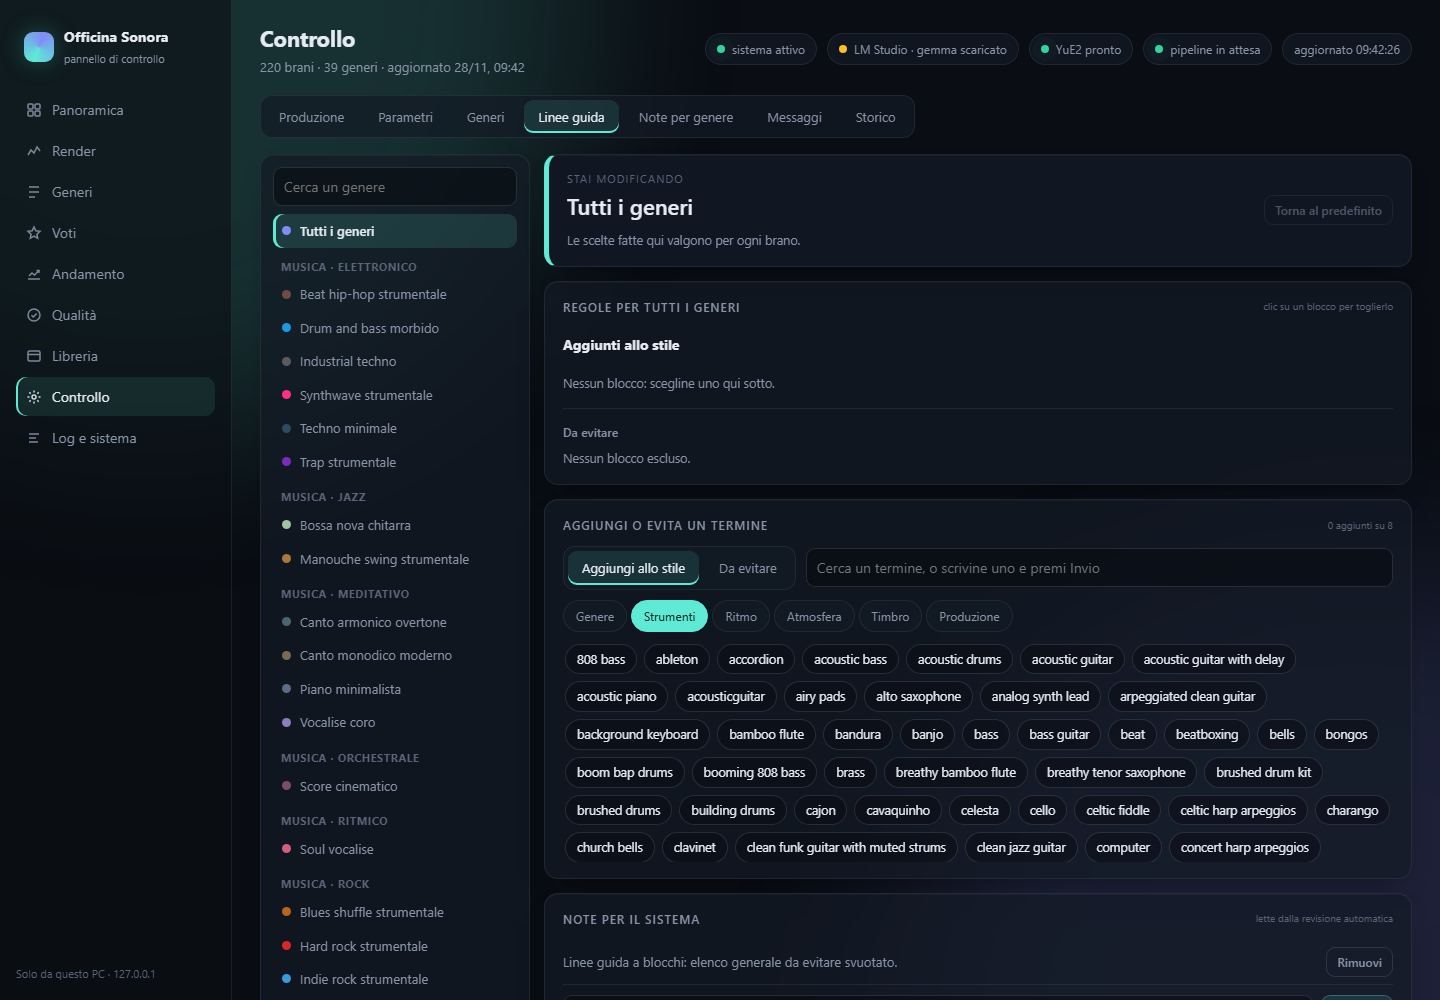 Officina Sonora
pannello di controllo
Panoramica
Render
Generi
Voti
Andamento
Qualità
Libreria
Controllo
Log e sistema
Solo da questo PC · 127.0.0.1
Controllo
220 brani · 39 generi · aggiornato 28/11, 09:42
sistema attivo
LM Studio · gemma scaricato
YuE2 pronto
pipeline in attesa
aggiornato 09:42:26
Produzione
Parametri
Generi
Linee guida
Note per genere
Messaggi
Storico
Cerca un genere
Tutti i generi
MUSICA · ELETTRONICO
Beat hip-hop strumentale
Drum and bass morbido
Industrial techno
Synthwave strumentale
Techno minimale
Trap strumentale
MUSICA · JAZZ
Bossa nova chitarra
Manouche swing strumentale
MUSICA · MEDITATIVO
Canto armonico overtone
Canto monodico moderno
Piano minimalista
Vocalise coro
MUSICA · ORCHESTRALE
Score cinematico
MUSICA · RITMICO
Soul vocalise
MUSICA · ROCK
Blues shuffle strumentale
Hard rock strumentale
Indie rock strumentale
STAI MODIFICANDO
Tutti i generi
Le scelte fatte qui valgono per ogni brano.
Torna al predefinito
REGOLE PER TUTTI I GENERI
clic su un blocco per toglierlo
Aggiunti allo stile
Nessun blocco: scegline uno qui sotto.
Da evitare
Nessun blocco escluso.
AGGIUNGI O EVITA UN TERMINE
0 aggiunti su 8
Aggiungi allo stile
Da evitare
Cerca un termine, o scrivine uno e premi Invio
Genere
Strumenti
Ritmo
Atmosfera
Timbro
Produzione
808 bass
ableton
accordion
acoustic bass
acoustic drums
acoustic guitar
acoustic guitar with delay
acoustic piano
acousticguitar
airy pads
alto saxophone
analog synth lead
arpeggiated clean guitar
background keyboard
bamboo flute
bandura
banjo
bass
bass guitar
beat
beatboxing
bells
bongos
boom bap drums
booming 808 bass
brass
breathy bamboo flute
breathy tenor saxophone
brushed drum kit
brushed drums
building drums
cajon
cavaquinho
celesta
cello
celtic fiddle
celtic harp arpeggios
charango
church bells
clavinet
clean funk guitar with muted strums
clean jazz guitar
computer
concert harp arpeggios
NOTE PER IL SISTEMA
lette dalla revisione automatica
Linee guida a blocchi: elenco generale da evitare svuotato.
Rimuovi